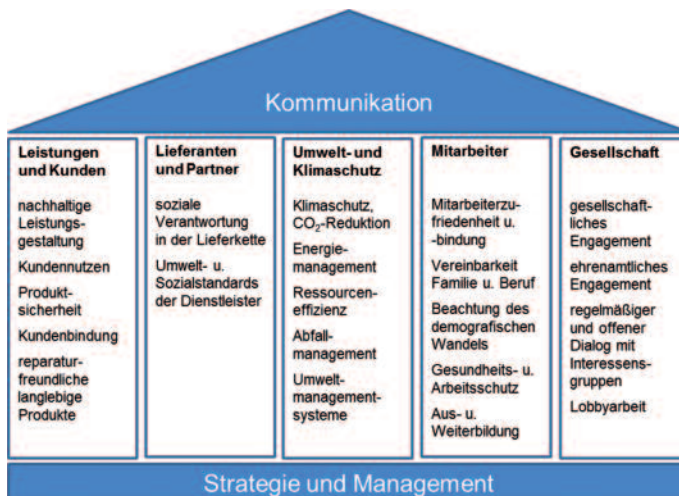 Kommunikation
Leistungen
und Kunden
nachhaltige
Leistungs-
gestaltung
Kundennutzen
Produkt-
sicherheit
Kundenbindung
reparatur-
freundliche
langlebige
Produkte
Lieferanten
und Partner
soziale
Verantwortung
in der Lieferkette
Umwelt- u.
Sozialstandards
der Dienstleister
Umwelt- und
Klimaschutz
Klimaschutz,
CO₂-Reduktion
Energie-
management
Ressourcen-
effizienz
Abfall-
management
Umwelt-
management-
systeme
Mitarbeiter
Mitarbeiterzu-
friedenheit u.
-bindung
Vereinbarkeit
Familie u. Beruf
Beachtung des
demografischen
Wandels
Gesundheits- u.
Arbeitsschutz
Aus- u.
Weiterbildung
Gesellschaft
gesellschaft-
liches
Engagement
ehrenamtliches
Engagement
regelmäßiger
und offener
Dialog mit
Interessens-
gruppen
Lobbyarbeit
Strategie und Management